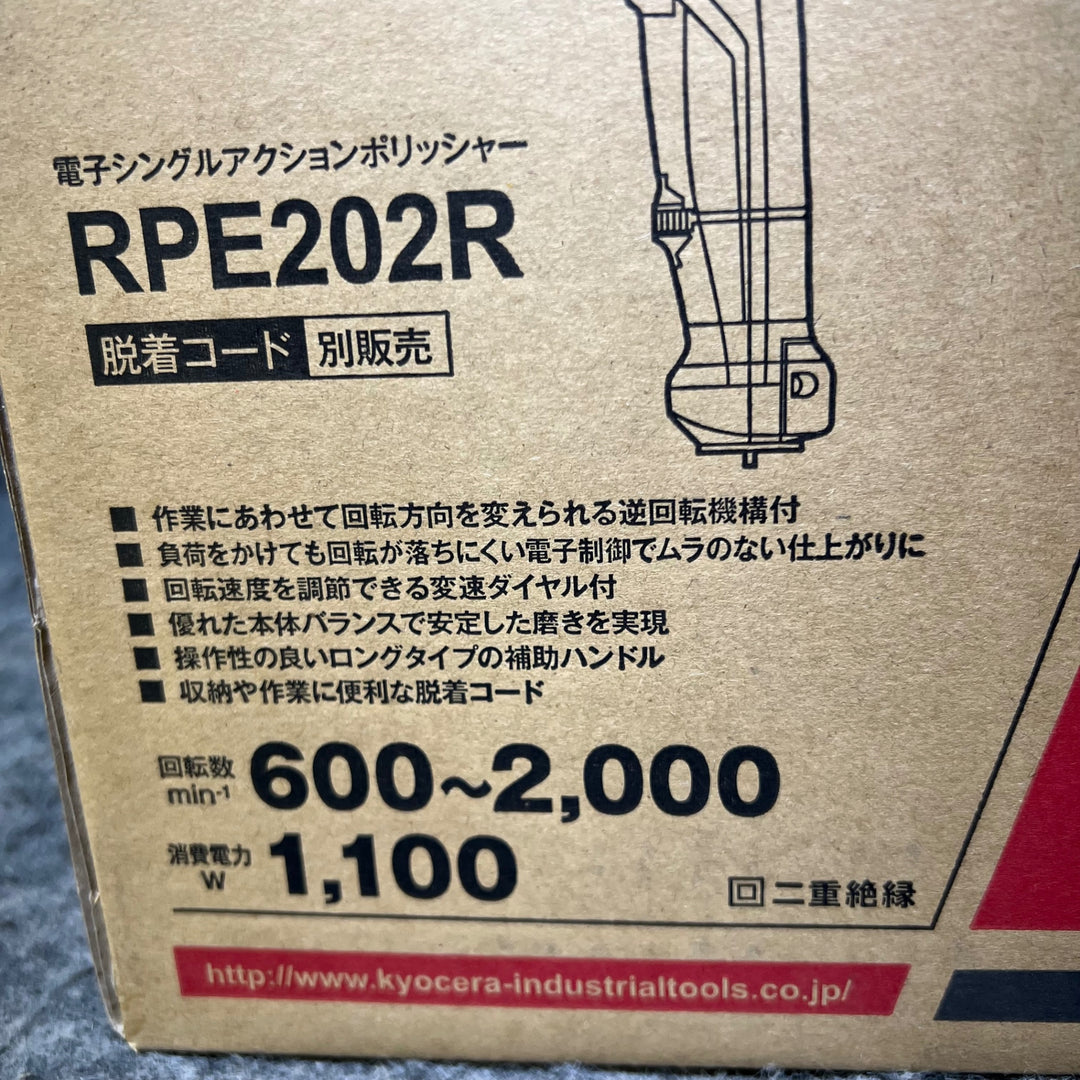 電子シングルアクションポリッシャー
RPE202R
脱着コード 別販売
■ 作業にあわせて回転方向を変えられる逆回転機構付
■ 負荷をかけても回転が落ちにくい電子制御でムラのない仕上がりに
■ 回転速度を調節できる変速ダイヤル付
■ 優れた本体バランスで安定した磨きを実現
■ 操作性の良いロングタイプの補助ハンドル
■ 収納や作業に便利な脱着コード
回転数 min-1 600~2,000
消費電力 W 1,100
回 二重絶縁
http://www.kyocera-industrialtools.co.jp/